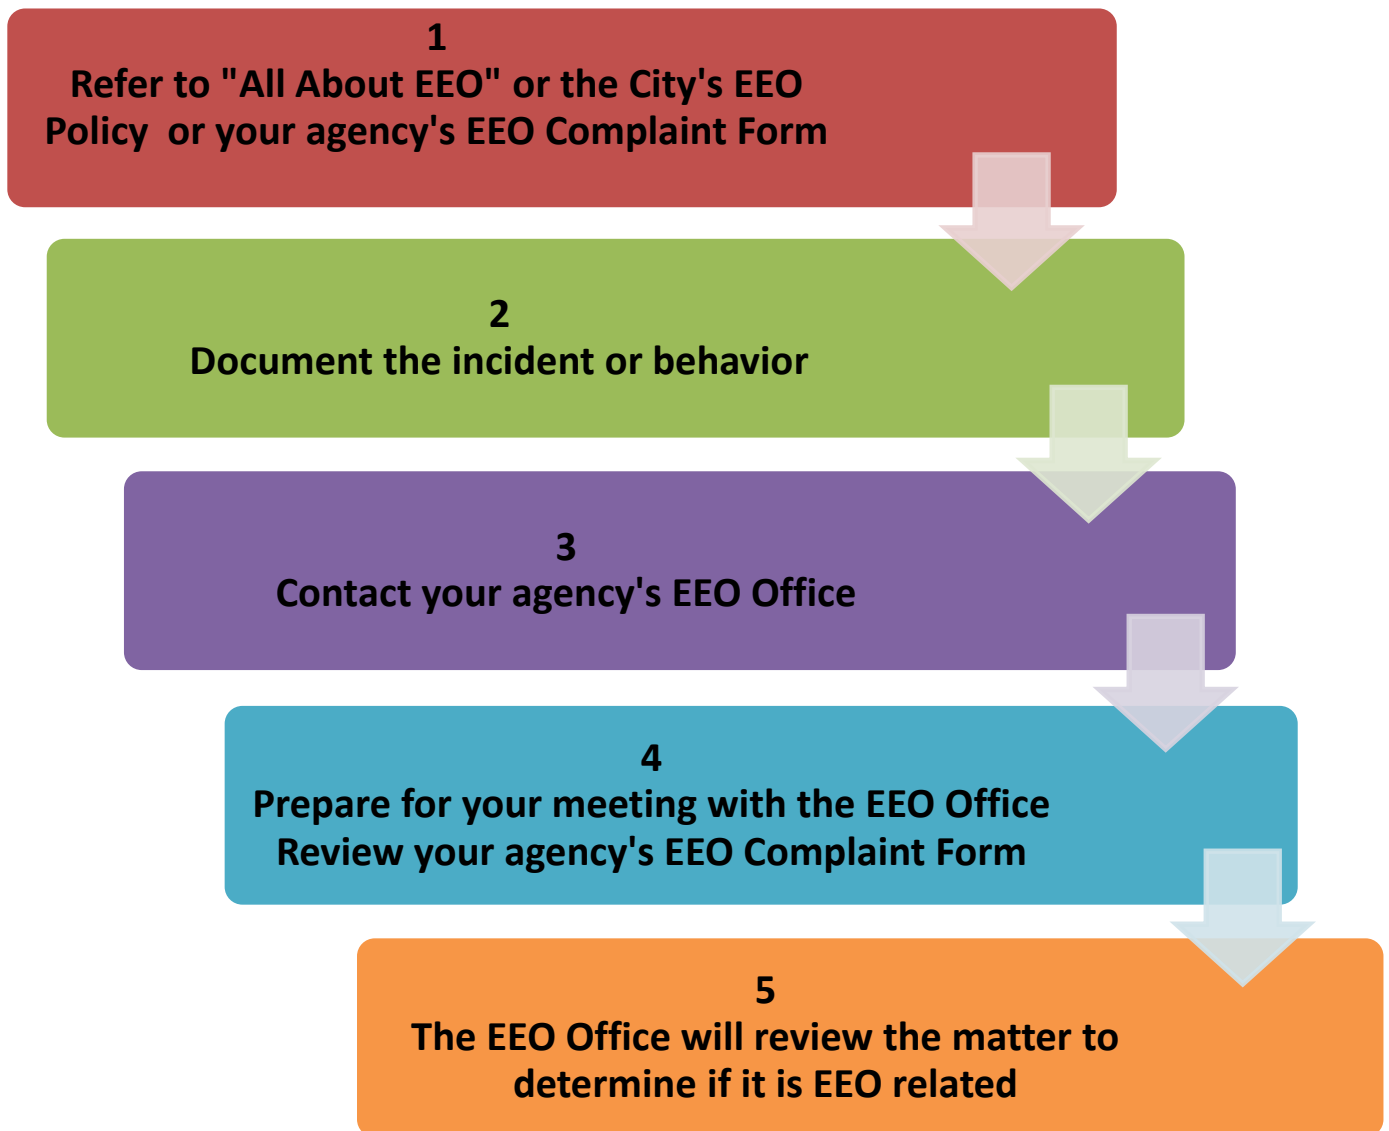 1
Refer to "All About EEO" or the City's EEO
Policy  or your agency's EEO Complaint Form
2
Document the incident or behavior
3
Contact your agency's EEO Office
4
Prepare for your meeting with the EEO Office
Review your agency's EEO Complaint Form
5
The EEO Office will review the matter to
determine if it is EEO related